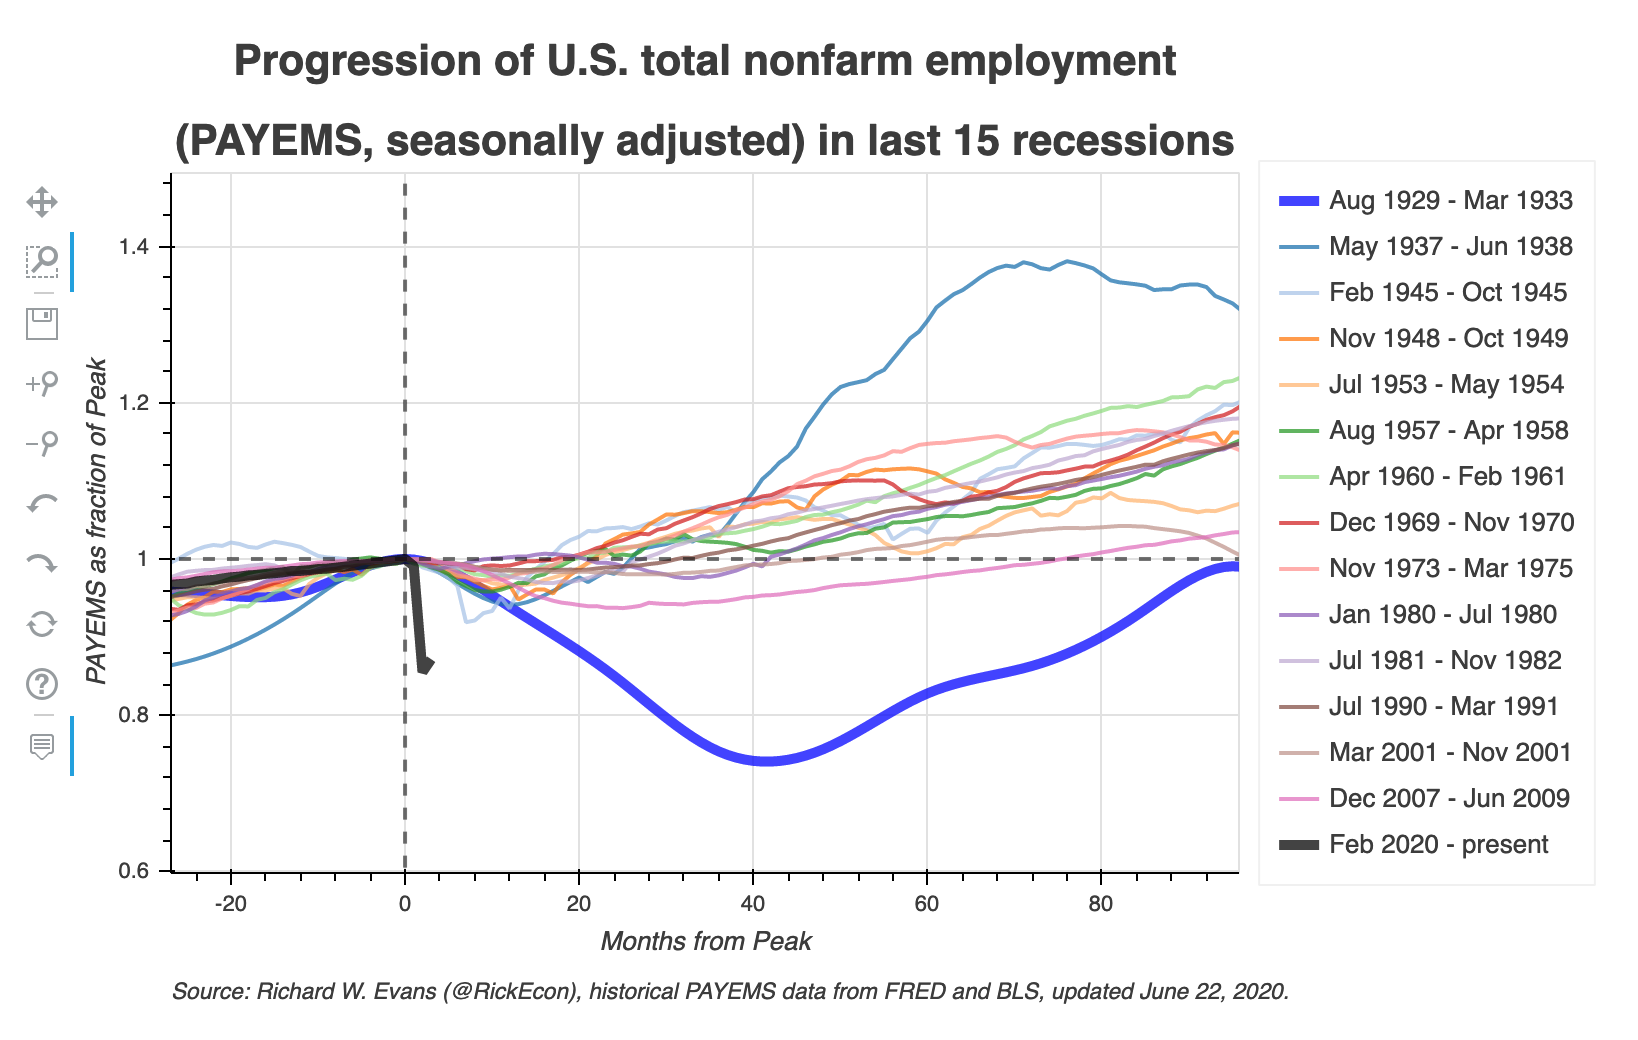 Progression of U.S. total nonfarm employment
(PAYEMS, seasonally adjusted) in last 15 recessions
PAYEMS as fraction of Peak
1.4
1.2
1
0.8
0.6
-20
0
20
40
60
80
Months from Peak
Aug 1929 - Mar 1933
May 1937 - Jun 1938
Feb 1945 - Oct 1945
Nov 1948 - Oct 1949
Jul 1953 - May 1954
Aug 1957 - Apr 1958
Apr 1960 - Feb 1961
Dec 1969 - Nov 1970
Nov 1973 - Mar 1975
Jan 1980 - Jul 1980
Jul 1981 - Nov 1982
Jul 1990 - Mar 1991
Mar 2001 - Nov 2001
Dec 2007 - Jun 2009
Feb 2020 - present
Source: Richard W. Evans (@RickEcon), historical PAYEMS data from FRED and BLS, updated June 22, 2020.